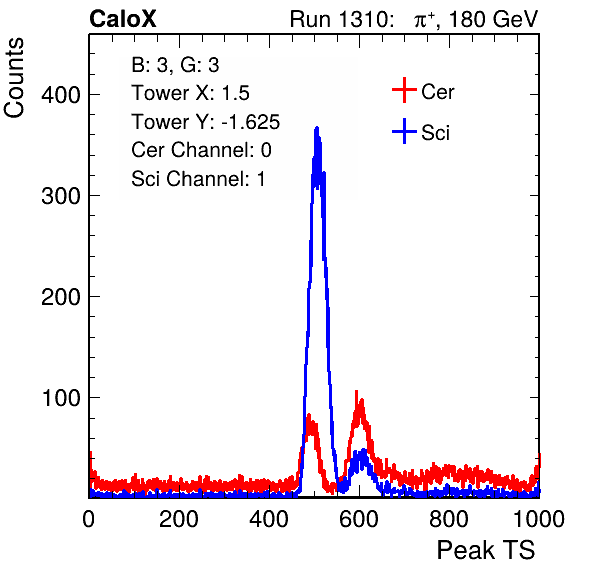 CaloX Run 1310: π⁺, 180 GeV
Counts
B: 3, G: 3
Tower X: 1.5
Tower Y: -1.625
Cer Channel: 0
Sci Channel: 1
Cer
Sci
400
300
200
100
0 200 400 600 800 1000
Peak TS